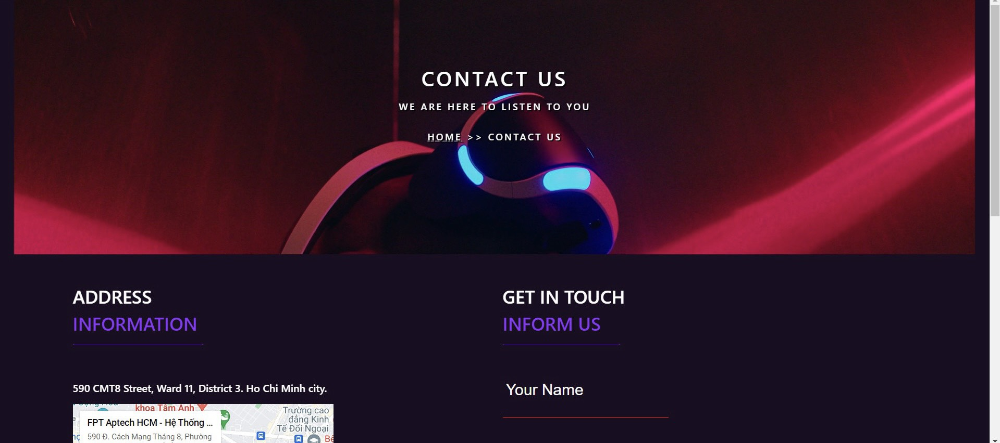 CONTACT US
WE ARE HERE TO LISTEN TO YOU
HOME >> CONTACT US
ADDRESS
INFORMATION
590 CMT8 Street, Ward 11, District 3. Ho Chi Minh city.
khoa Tâm Anh
FPT Aptech HCM - Hệ Thống ...
590 Đ. Cách Mạng Tháng 8, Phường
Trường cao
đẳng Kinh
Tế Đối Ngoại
GET IN TOUCH
INFORM US
Your Name